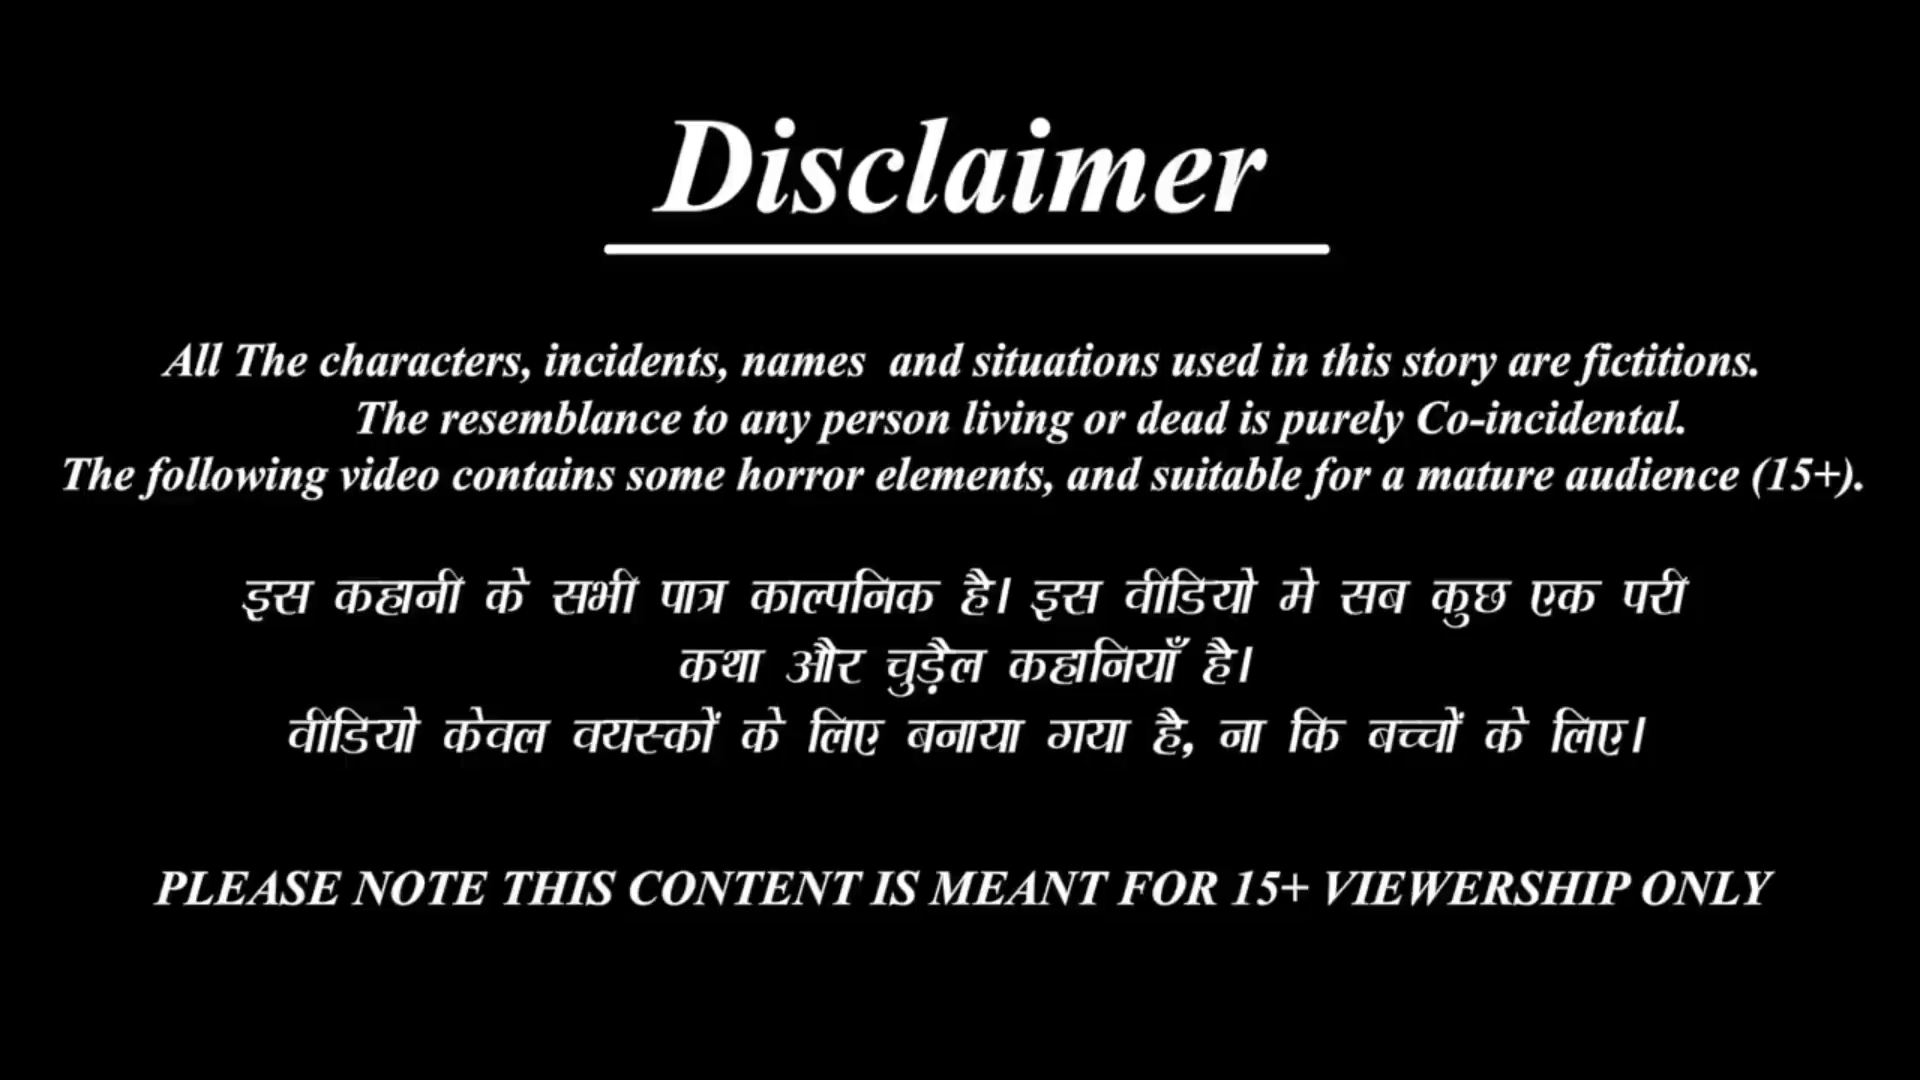 Disclaimer
All The characters, incidents, names  and situations used in this story are fictitions.
The resemblance to any person living or dead is purely Co-incidental.
The following video contains some horror elements, and suitable for a mature audience (15+).
इस कहानी के सभी पात्र काल्पनिक है। इस वीडियो मे सब कुछ एक परी
कथा और चुड़ैल कहानियाँ है।
वीडियो केवल वयस्कों के लिए बनाया गया है, ना कि बच्चों के लिए।
PLEASE NOTE THIS CONTENT IS MEANT FOR 15+ VIEWERSHIP ONLY